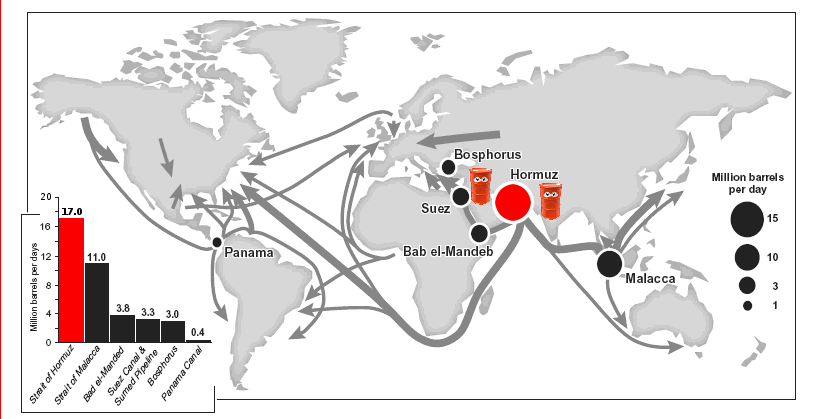 Bosphorus
Hormuz
Suez
Bab el-Mandeb
Malacca
Panama
Million barrels
per day
15
10
3
1
Million barrels per days
20
16
12
8
4
0
17.0
11.0
3.8
3.3
3.0
0.4
Strait of Hormuz
Strait of Malacca
Bad el-Manded
Suez Canal &
Sumed Pipeline
Bosphorus
Panama Canal